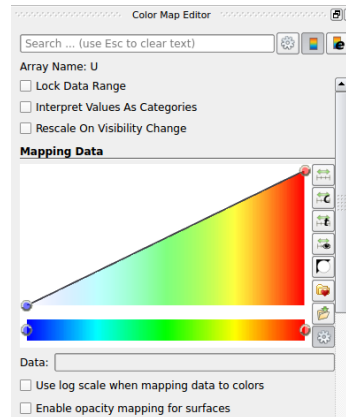 Color Map Editor
Search ... (use Esc to clear text)
Array Name: U
Lock Data Range
Interpret Values As Categories
Rescale On Visibility Change
Mapping Data
Data:
Use log scale when mapping data to colors
Enable opacity mapping for surfaces